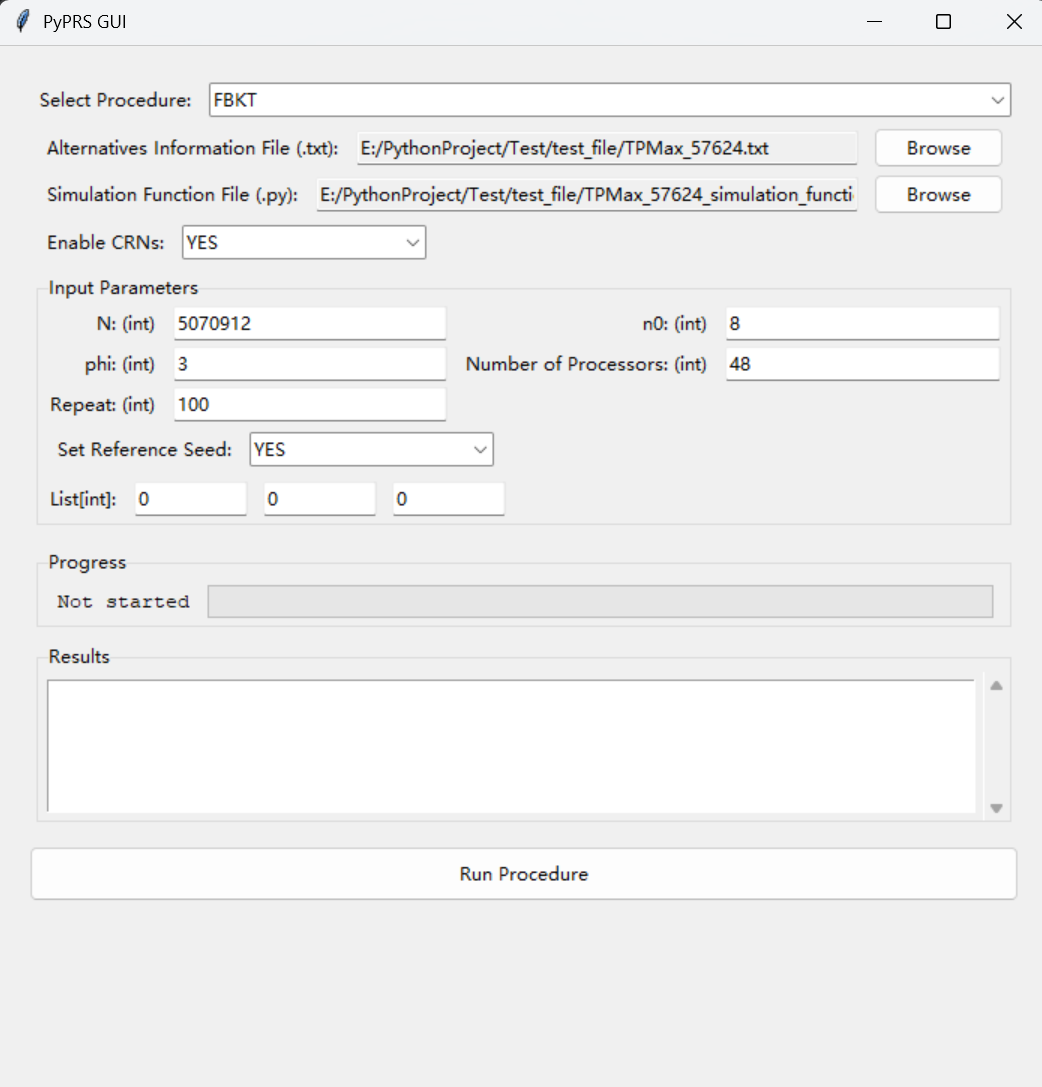 PyPRS GUI
Select Procedure: FBKT
Alternatives Information File (.txt): E:/PythonProject/Test/test_file/TPMax_57624.txt Browse
Simulation Function File (.py): E:/PythonProject/Test/test_file/TPMax_57624_simulation_functi Browse
Enable CRNs: YES
Input Parameters
N: (int) 5070912 n0: (int) 8
phi: (int) 3 Number of Processors: (int) 48
Repeat: (int) 100
Set Reference Seed: YES
List[int]: 0 0 0
Progress
Not started
Results
Run Procedure